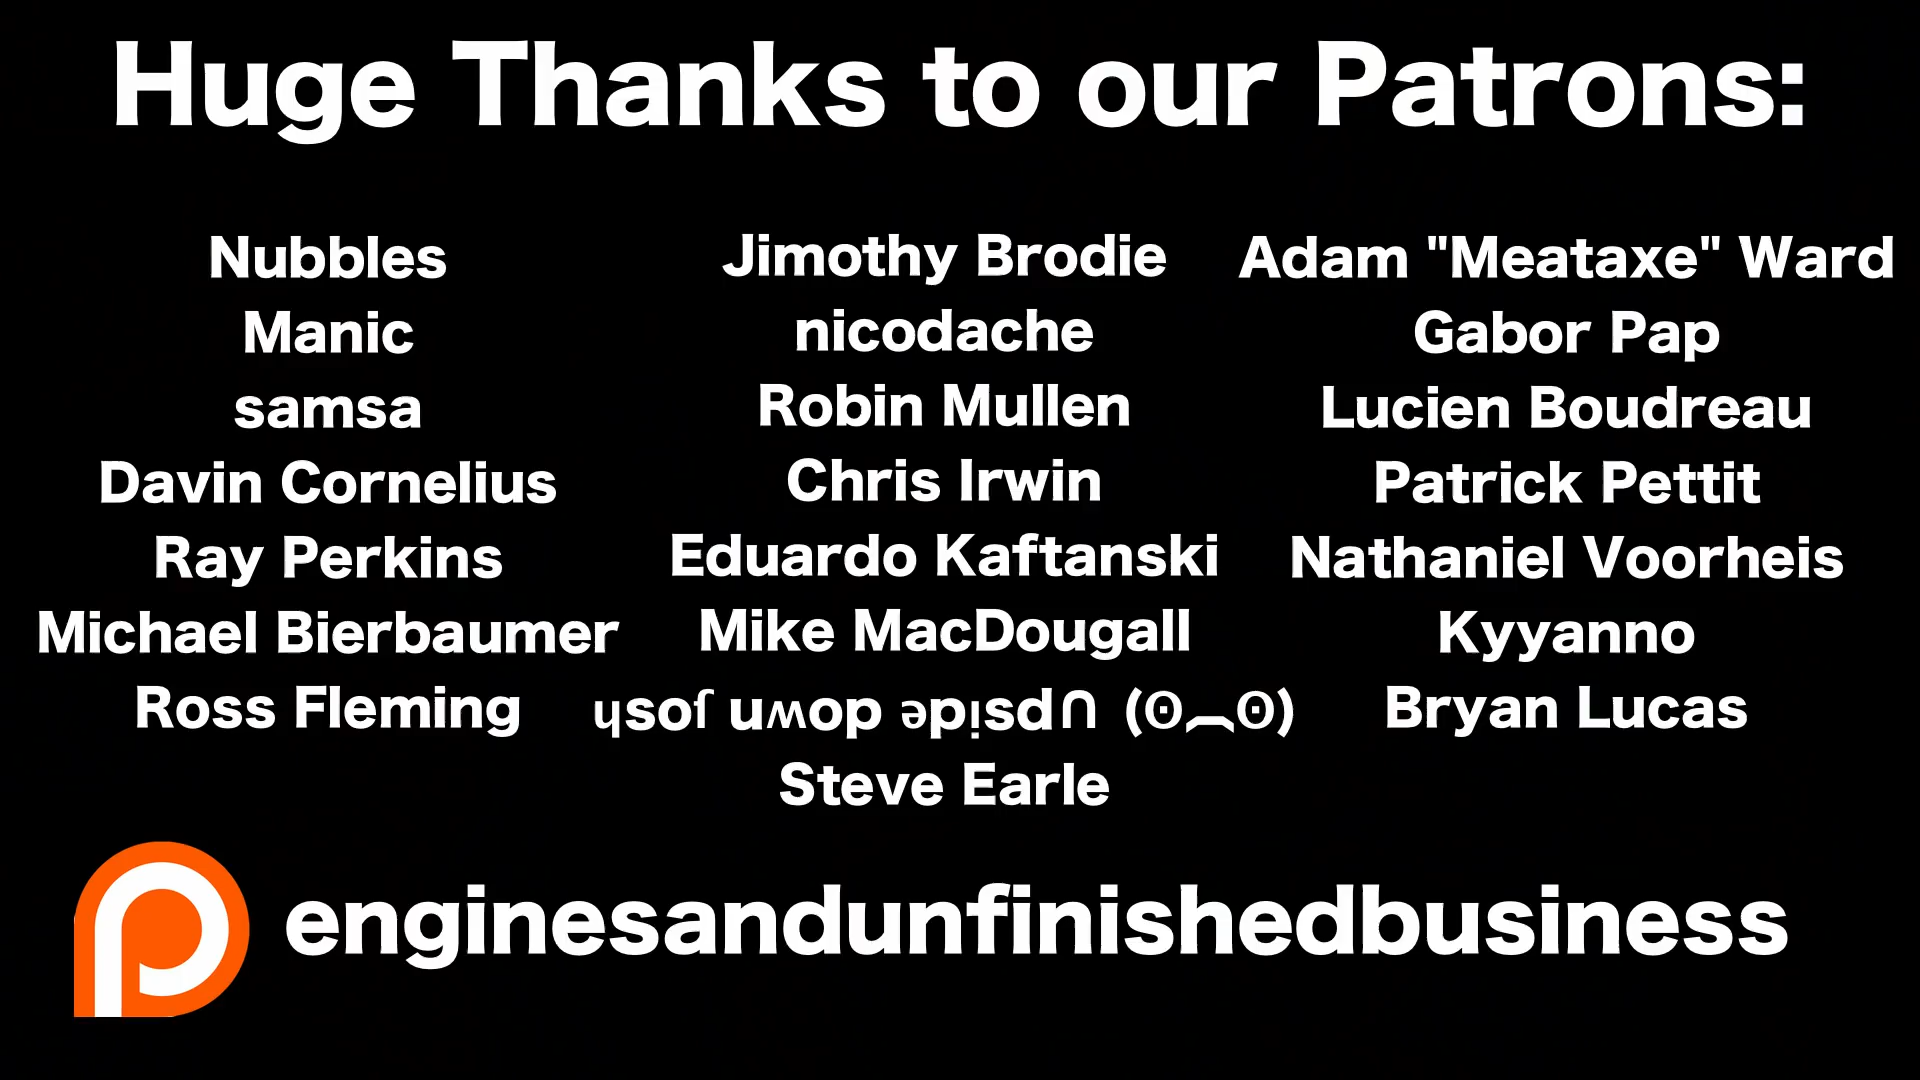 Huge Thanks to our Patrons:
Nubbles
Manic
samsa
Davin Cornelius
Ray Perkins
Michael Bierbaumer
Ross Fleming
Jimothy Brodie
nicodache
Robin Mullen
Chris Irwin
Eduardo Kaftanski
Mike MacDougall
ɥsoſ uʍop ǝpᴉsd∩ (ʘ︵ʘ)
Steve Earle
Adam "Meataxe" Ward
Gabor Pap
Lucien Boudreau
Patrick Pettit
Nathaniel Voorheis
Kyyanno
Bryan Lucas
enginesandunfinishedbusiness